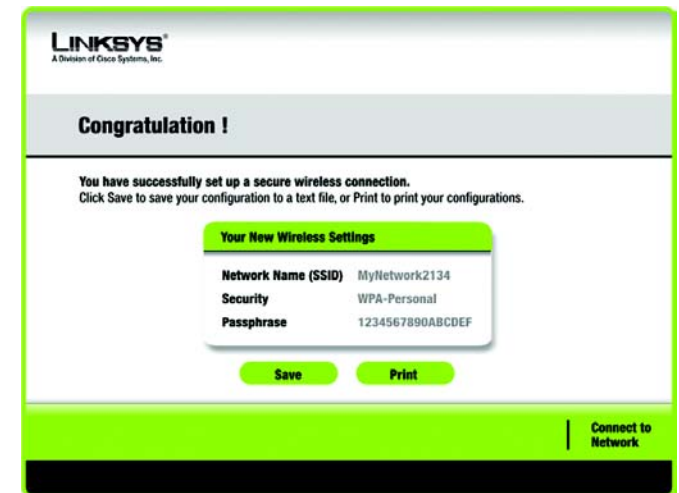 LINKSYS®
A Division of Cisco Systems, Inc.
Congratulation !
You have successfully set up a secure wireless connection.
Click Save to save your configuration to a text file, or Print to print your configurations.
Your New Wireless Settings
Network Name (SSID) MyNetwork2134
Security WPA-Personal
Passphrase 1234567890ABCDEF
Save Print
Connect to
Network